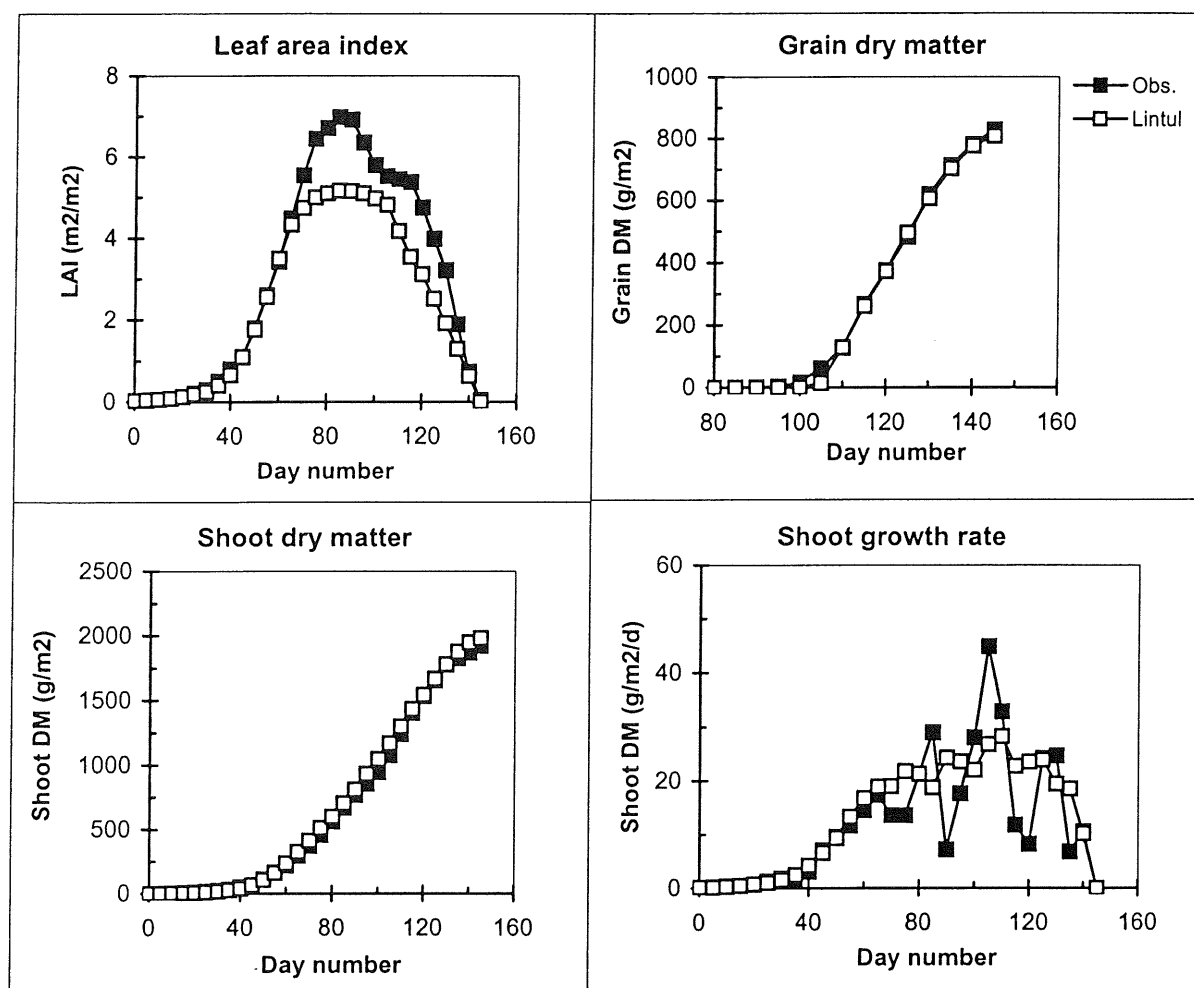 Leaf area index
8
6
4
2
0
LAI (m2/m2)
0 40 80 120 160
Day number
Grain dry matter
1000
800
600
400
200
0
Grain DM (g/m2)
80 100 120 140 160
Day number
Obs.
Lintul
Shoot dry matter
2500
2000
1500
1000
500
0
Shoot DM (g/m2)
0 40 80 120 160
Day number
Shoot growth rate
60
40
20
0
Shoot DM (g/m2/d)
0 40 80 120 160
Day number